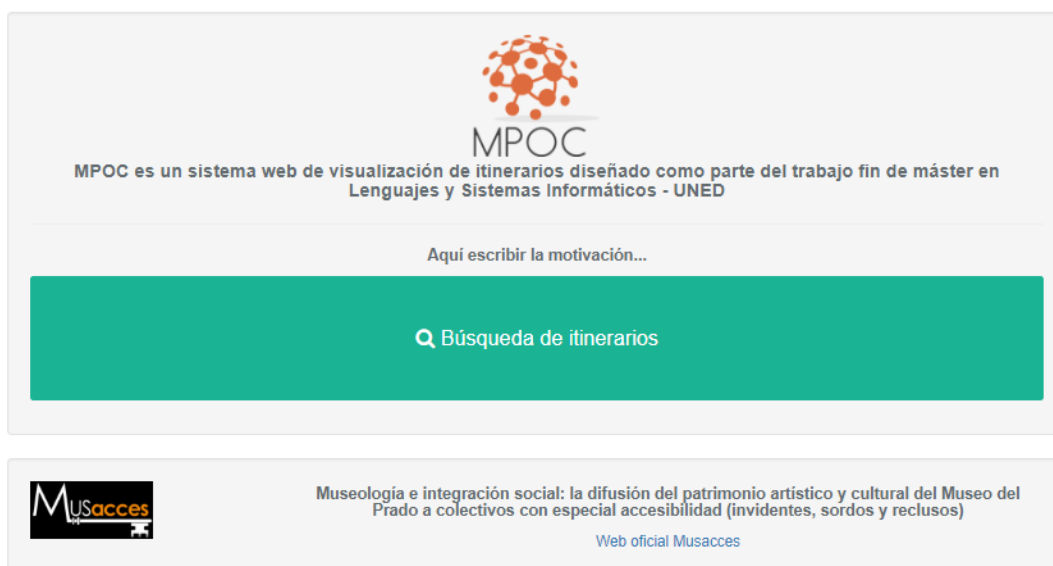 MPOC
MPOC es un sistema web de visualización de itinerarios diseñado como parte del trabajo fin de máster en
Lenguajes y Sistemas Informáticos - UNED
Aquí escribir la motivación...
Búsqueda de itinerarios
MUSacces
Museología e integración social: la difusión del patrimonio artístico y cultural del Museo del
Prado a colectivos con especial accesibilidad (invidentes, sordos y reclusos)
Web oficial Musacces